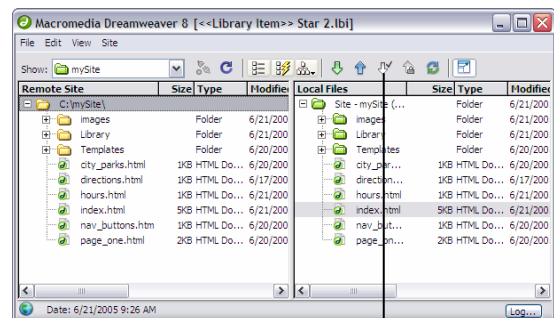 Macromedia Dreamweaver 8 [<<Library Item>> Star 2.lbi]
File Edit View Site
Show: mySite
Remote Site Size Type Modified Local Files Size Type Modified
C:\mySite\ Site - mySite (... Folder 6/21/200
images Folder 6/21/200 images Folder 6/21/200
Library Folder 6/21/200 Library Folder 6/21/200
Templates Folder 6/20/200 Templates Folder 6/20/200
city_parks.html 1KB HTML Do... 6/20/200 city_par... 1KB HTML Do... 6/20/200
directions.html 1KB HTML Do... 6/17/200 direction... 1KB HTML Do... 6/17/200
hours.html 1KB HTML Do... 6/21/200 hours.html 1KB HTML Do... 6/21/200
index.html 5KB HTML Do... 6/21/200 index.html 5KB HTML Do... 6/21/200
nav_buttons.htm 1KB HTML Do... 6/20/200 nav_but... 1KB HTML Do... 6/20/200
page_one.html 2KB HTML Do... 6/20/200 page_on... 2KB HTML Do... 6/20/200
Date: 6/21/2005 9:26 AM Log...